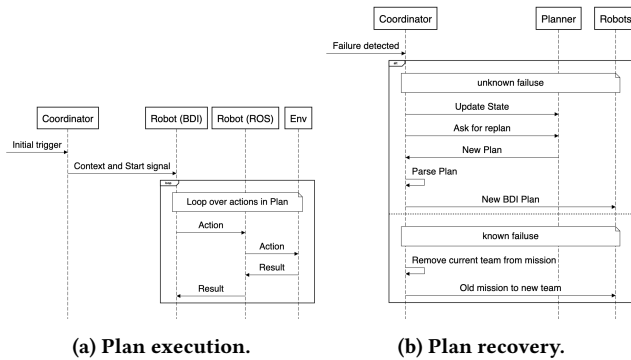 Coordinator
Robot (BDI)
Robot (ROS)
Env
Initial trigger
Context and Start signal
loop
Loop over actions in Plan
Action
Action
Result
Result
(a) Plan execution.
Coordinator
Planner
Robots
Failure detected
alt
unknown failuse
Update State
Ask for replan
New Plan
Parse Plan
New BDI Plan
known failuse
Remove current team from mission
Old mission to new team
(b) Plan recovery.